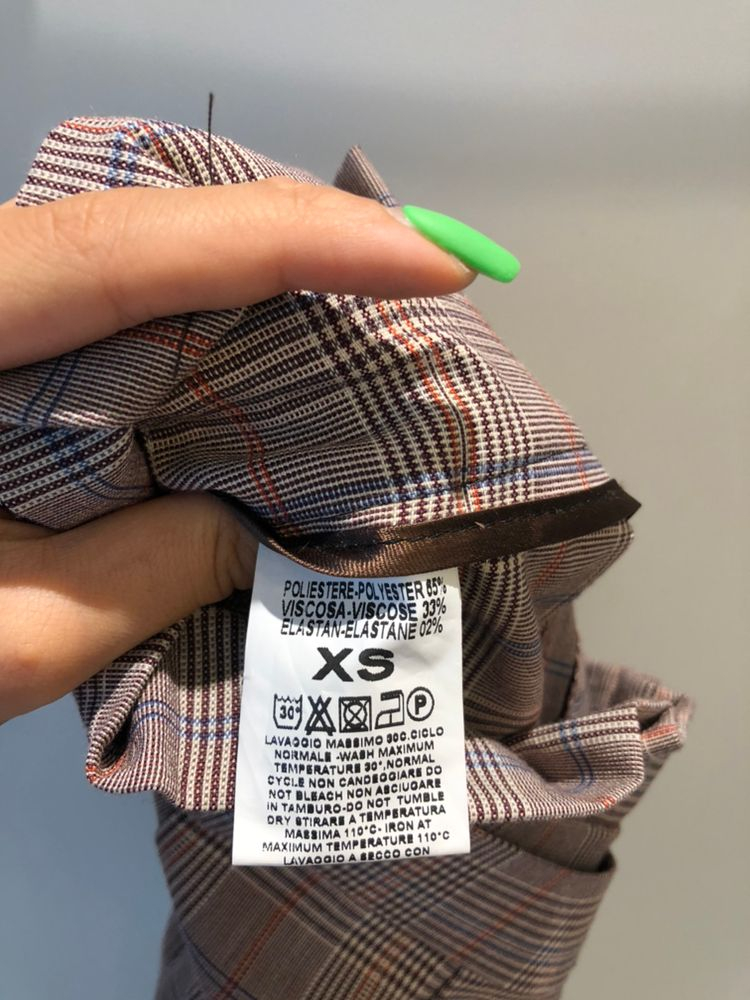 POLIESTERE-POLYESTER 65%
VISCOSA-VISCOSE 33%
ELASTAN-ELASTANE 02%
XS
30° P
LAVAGGIO MASSIMO 30C.CICLO
NORMALE -WASH MAXIMUM
TEMPERATURE 30°,NORMAL
CYCLE NON CANDEGGIARE DO
NOT BLEACH NON ASCIUGARE
IN TAMBURO-DO NOT TUMBLE
DRY STIRARE A TEMPERATURA
MASSIMA 110°C- IRON AT
MAXIMUM TEMPERATURE 110°C
LAVAGGIO A SECCO CON